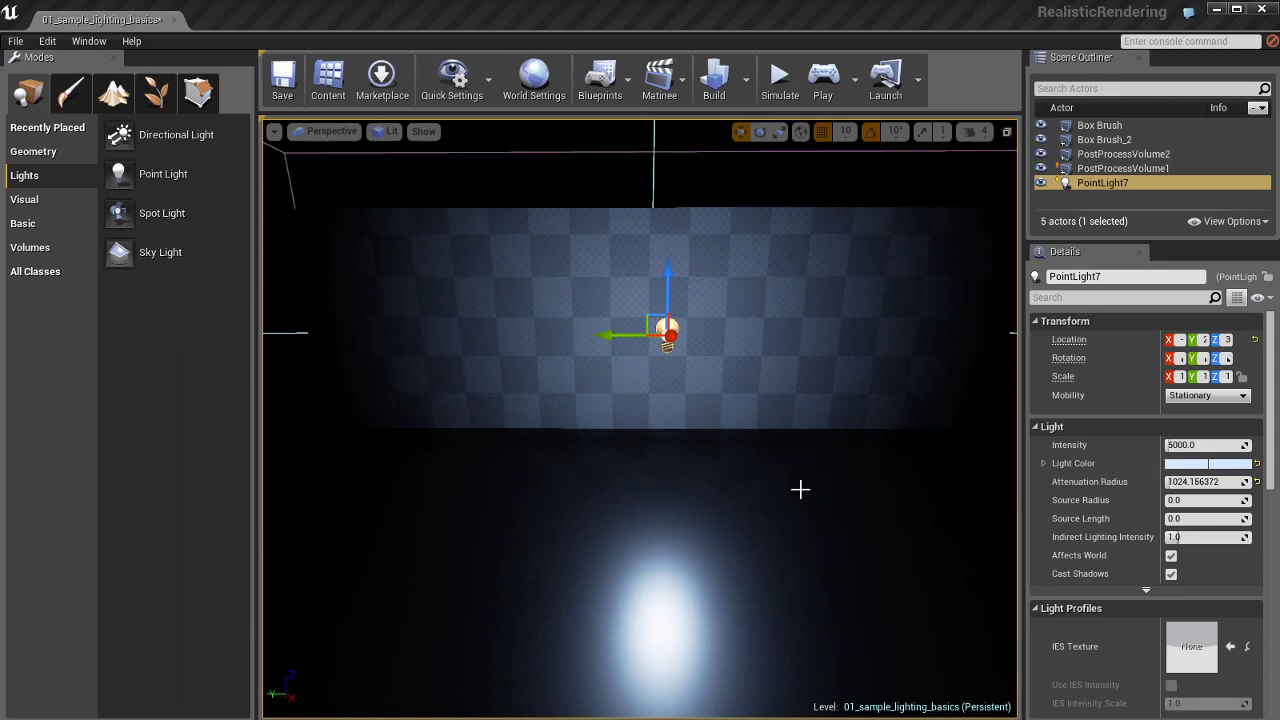 01_sample_lighting_basics*
RealisticRendering
File Edit Window Help
Enter console command
Modes
Recently Placed
Geometry
Lights
Visual
Basic
Volumes
All Classes
Directional Light
Point Light
Spot Light
Sky Light
Save Content Marketplace Quick Settings World Settings Blueprints Matinee Build Simulate Play Launch
Perspective Lit Show
10 10° 1 4
Level: 01_sample_lighting_basics (Persistent)
Z
Y X
Scene Outliner
Search Actors
Actor Info
Box Brush
Box Brush_2
PostProcessVolume2
PostProcessVolume1
PointLight7
5 actors (1 selected) View Options
Details
PointLight7 (PointLigh
Search
Transform
Location X Y Z 3
Rotation X Y Z
Scale X 1 Y 1 Z 1
Mobility Stationary
Light
Intensity 5000.0
Light Color
Attenuation Radius 1024.156372
Source Radius 0.0
Source Length 0.0
Indirect Lighting Intensity 1.0
Affects World
Cast Shadows
Light Profiles
IES Texture None
Use IES Intensity
IES Intensity Scale 1.0